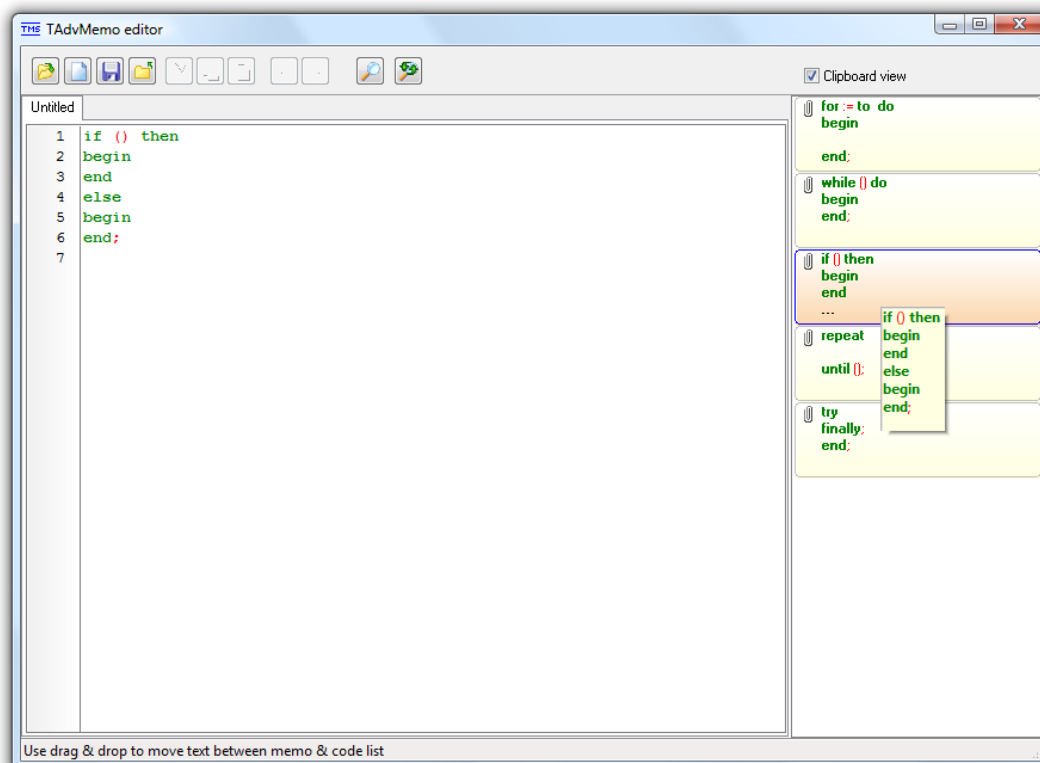 TMS TAdvMemo editor
Clipboard view
Untitled
1 if () then
2 begin
3 end
4 else
5 begin
6 end;
7
for := to do
begin
end;
while () do
begin
end;
if () then
begin
end
...
repeat
until ();
try
finally;
end;
if () then
begin
end
else
begin
end;
Use drag & drop to move text between memo & code list